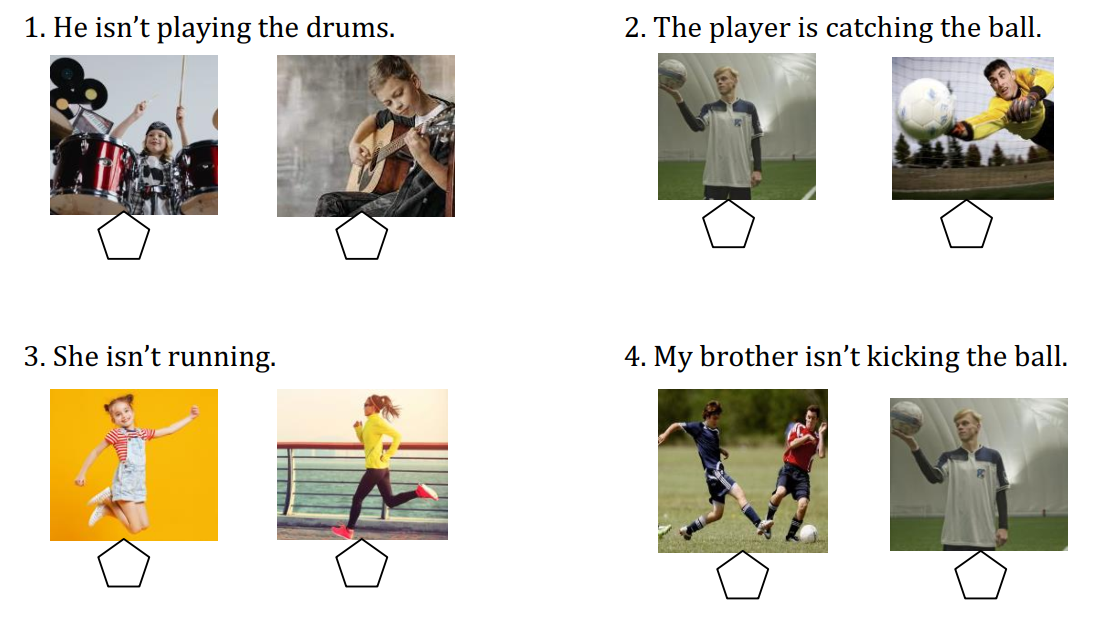 1. He isn’t playing the drums.
2. The player is catching the ball.
3. She isn’t running.
4. My brother isn’t kicking the ball.